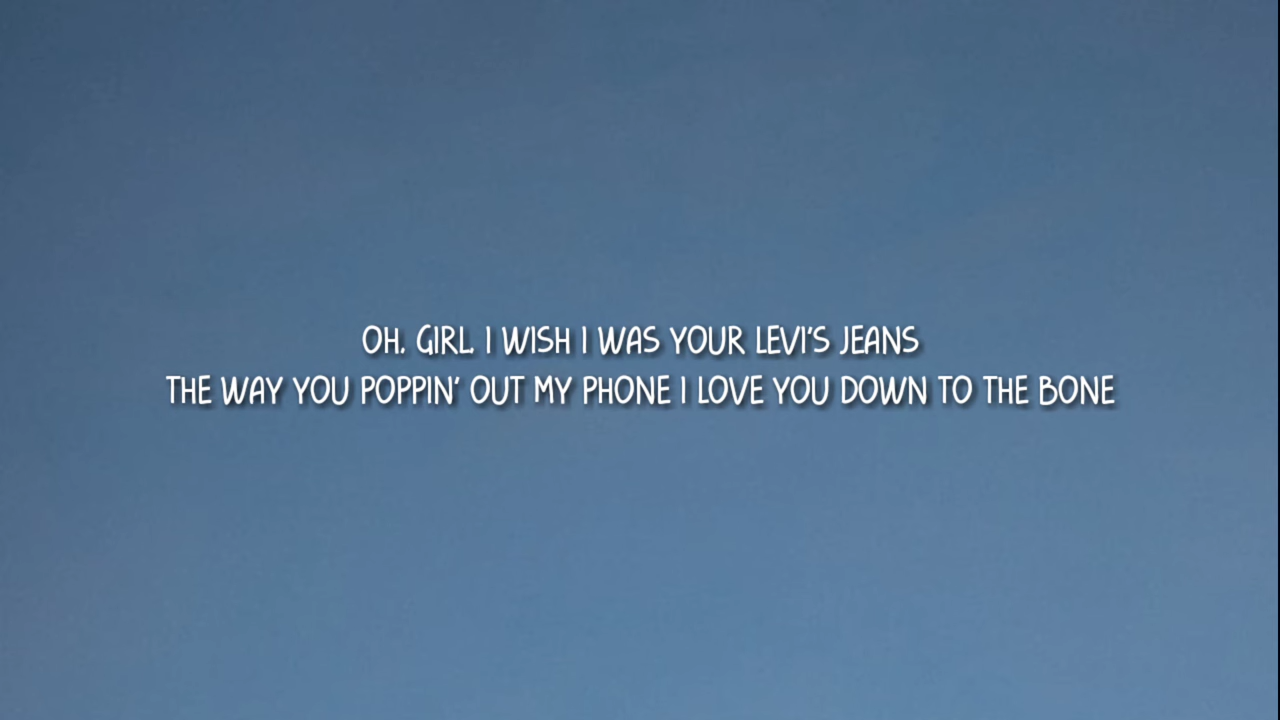 OH, GIRL, I WISH I WAS YOUR LEVI'S JEANS
THE WAY YOU POPPIN' OUT MY PHONE I LOVE YOU DOWN TO THE BONE